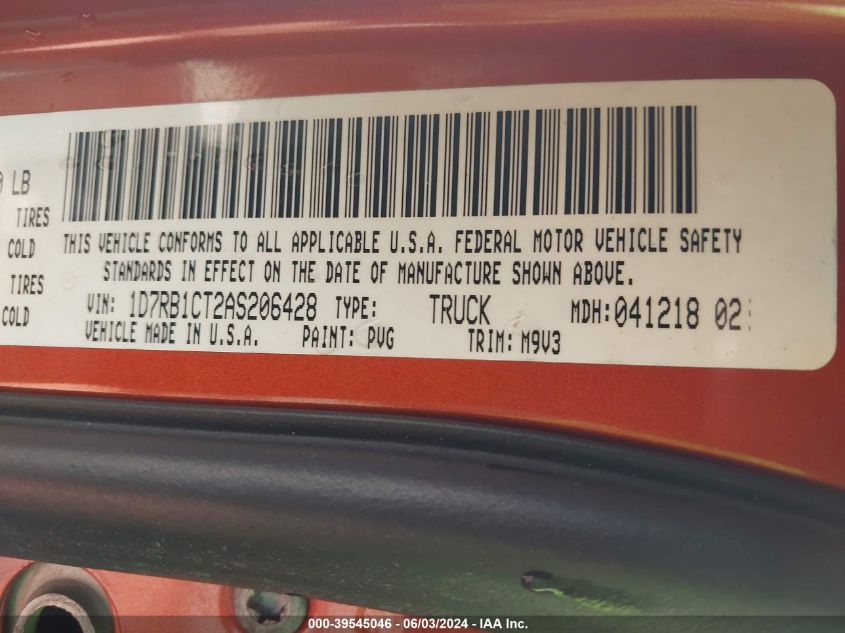 LB
TIRES
COLD
TIRES
COLD
THIS VEHICLE CONFORMS TO ALL APPLICABLE U.S.A. FEDERAL MOTOR VEHICLE SAFETY
STANDARDS IN EFFECT ON THE DATE OF MANUFACTURE SHOWN ABOVE.
VIN: 1D7RB1CT2AS206428 TYPE: TRUCK MDH:041218 02
VEHICLE MADE IN U.S.A. PAINT: PVG TRIM: M9V3
000-39545046 / 06/03/2024 - IAA Inc.